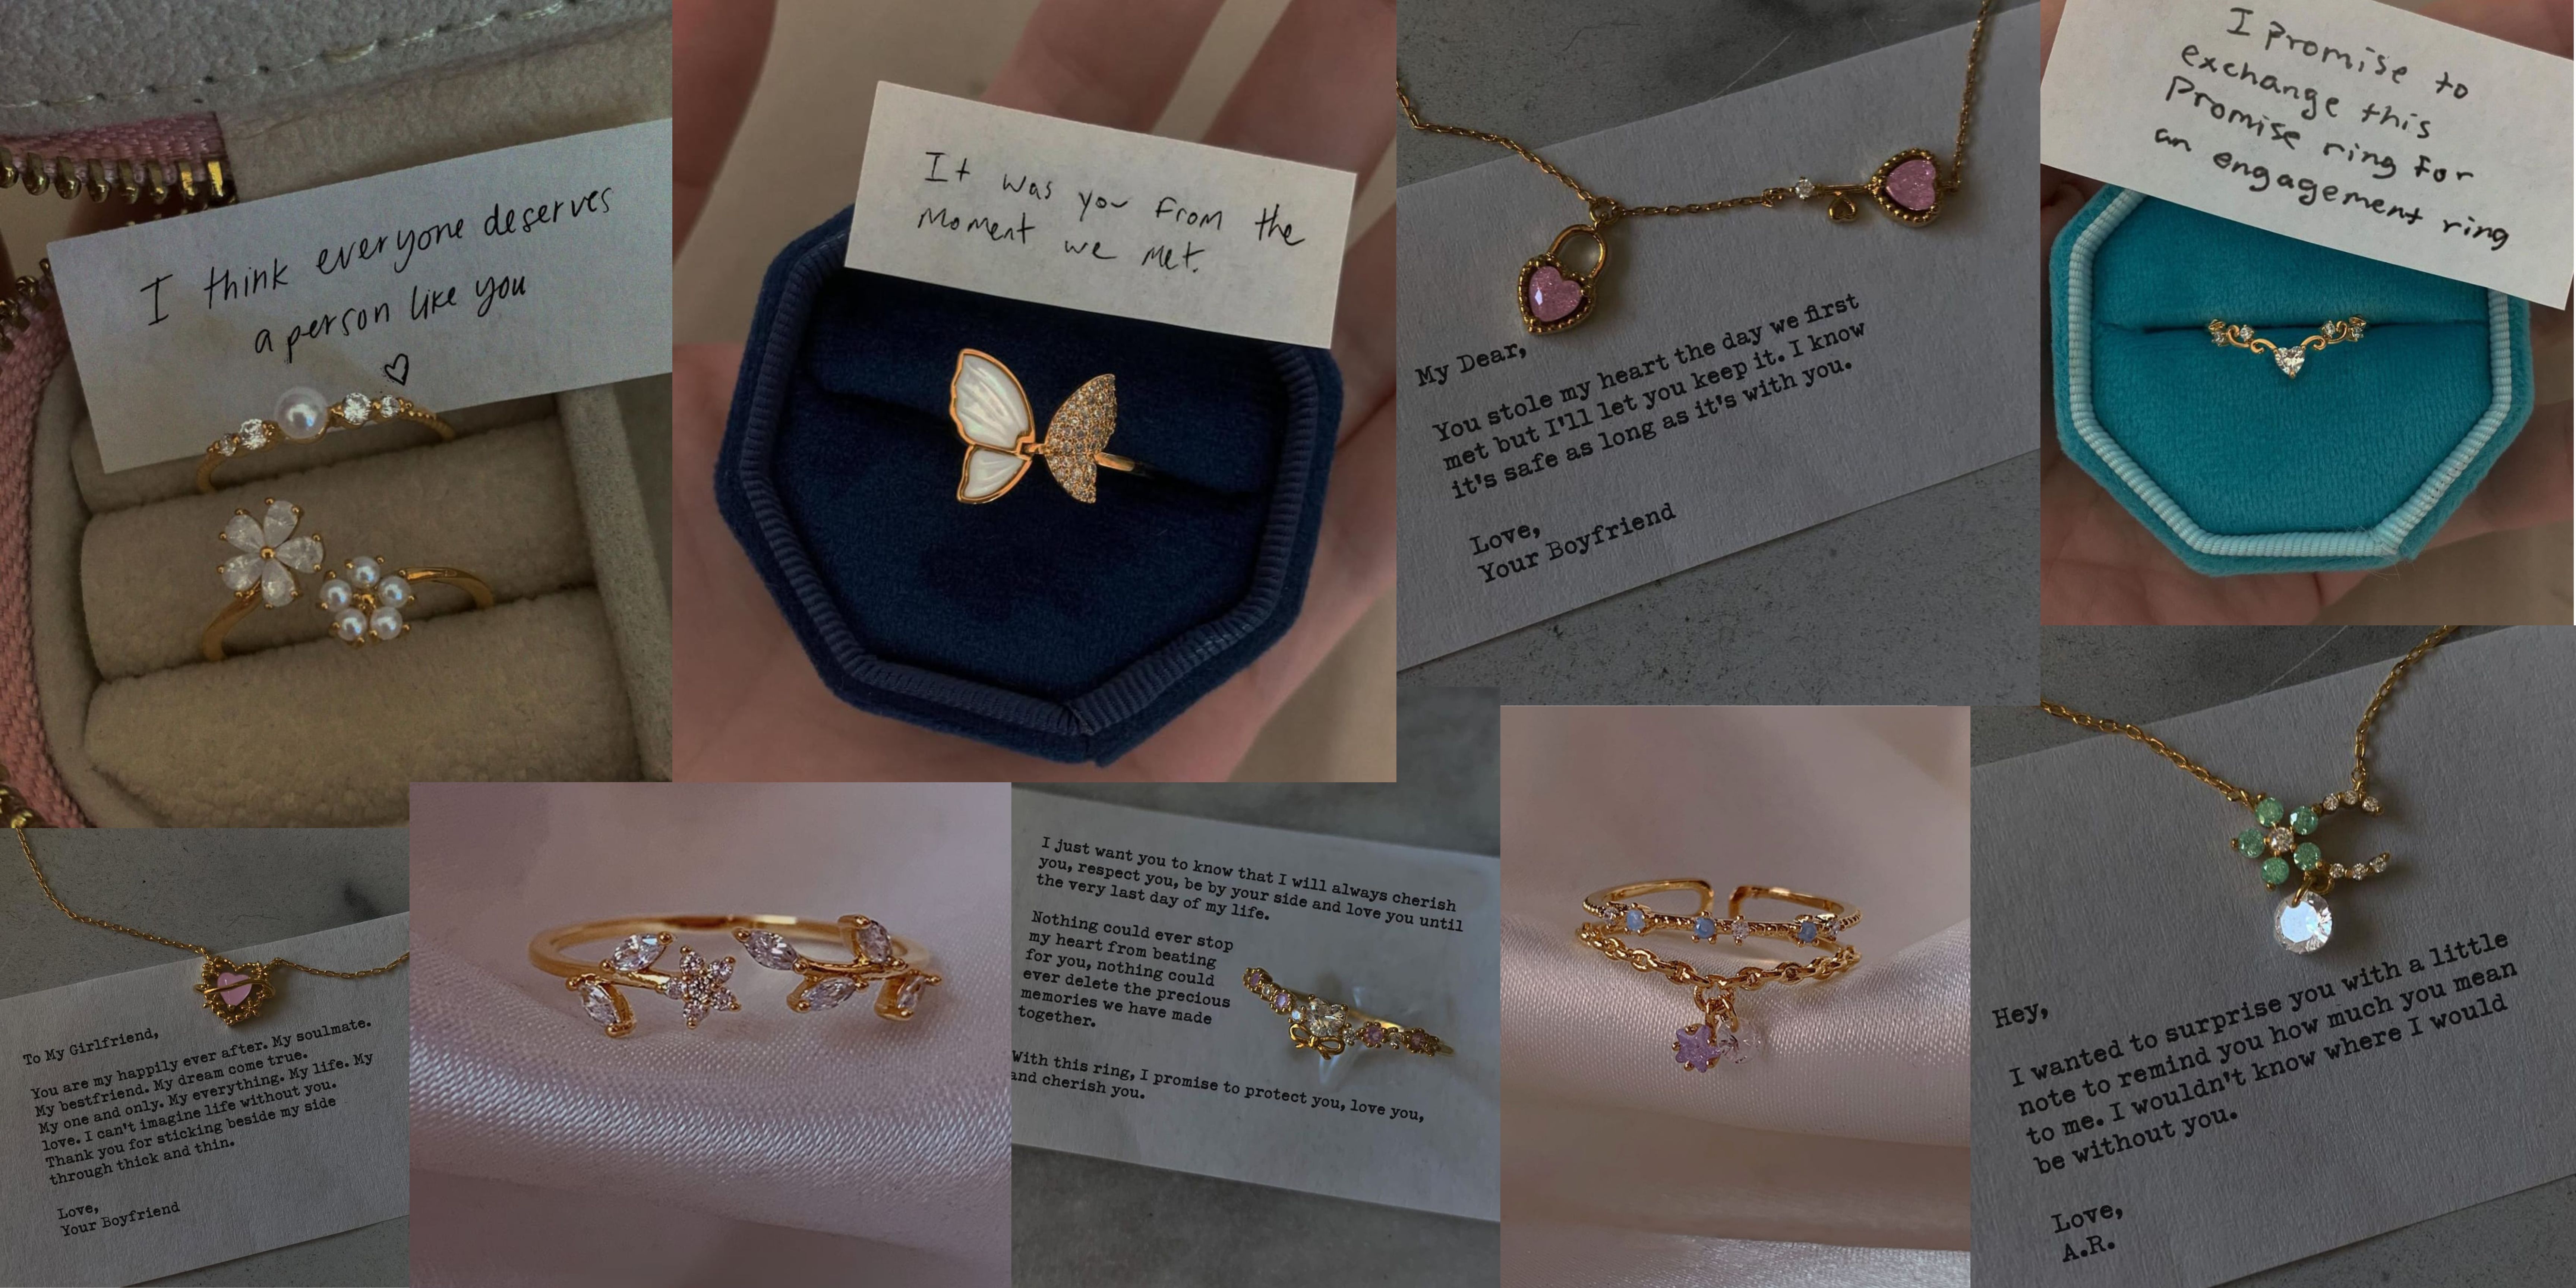 I think everyone deserves
a person like you
It was you from the
moment we met.
My Dear,
You stole my heart the day we first
met but I'll let you keep it. I know
it's safe as long as it's with you.
Love,
Your Boyfriend
I Promise to
exchange this
Promise ring for
an engagement ring
To My Girlfriend,
You are my happily ever after. My soulmate.
My bestfriend. My dream come true.
My one and only. My everything. My life. My
love. I can't imagine life without you.
Thank you for sticking beside my side
through thick and thin.
Love,
Your Boyfriend
I just want you to know that I will always cherish
you, respect you, be by your side and love you until
the very last day of my life.
Nothing could ever stop
my heart from beating
for you, nothing could
ever delete the precious
memories we have made
together.
With this ring, I promise to protect you, love you,
and cherish you.
Hey,
I wanted to surprise you with a little
note to remind you how much you mean
to me. I wouldn't know where I would
be without you.
Love,
A.R.